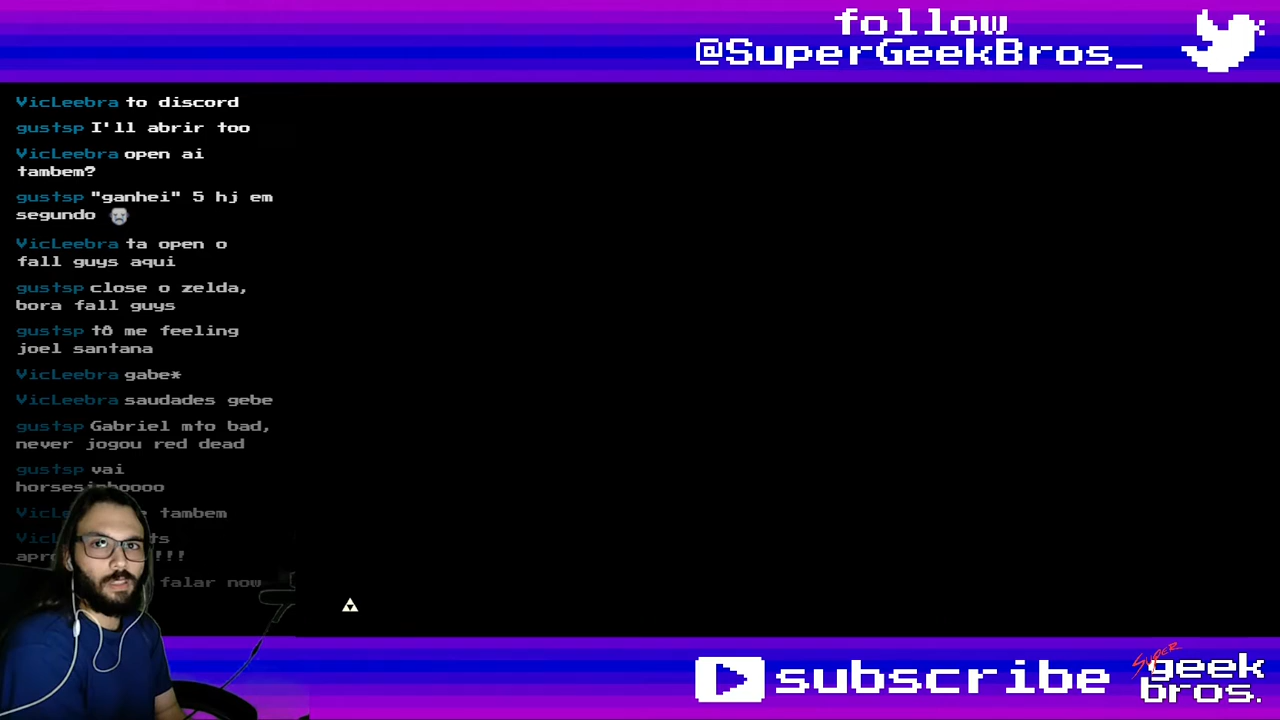 follow
@SuperGeekBros_
VicLeebra to discord
gustsp I'll abrir too
VicLeebra open ai
tambem?
gustsp "ganhei" 5 hj em
segundo
VicLeebra ta open o
fall guys aqui
gustsp close o zelda,
bora fall guys
gustsp tô me feeling
joel santana
VicLeebra gabe*
VicLeebra saudades gebe
gustsp Gabriel mto bad,
never jogou red dead
gustsp vai
tambem
falar now
subscribe
SUPER
geek
bros.